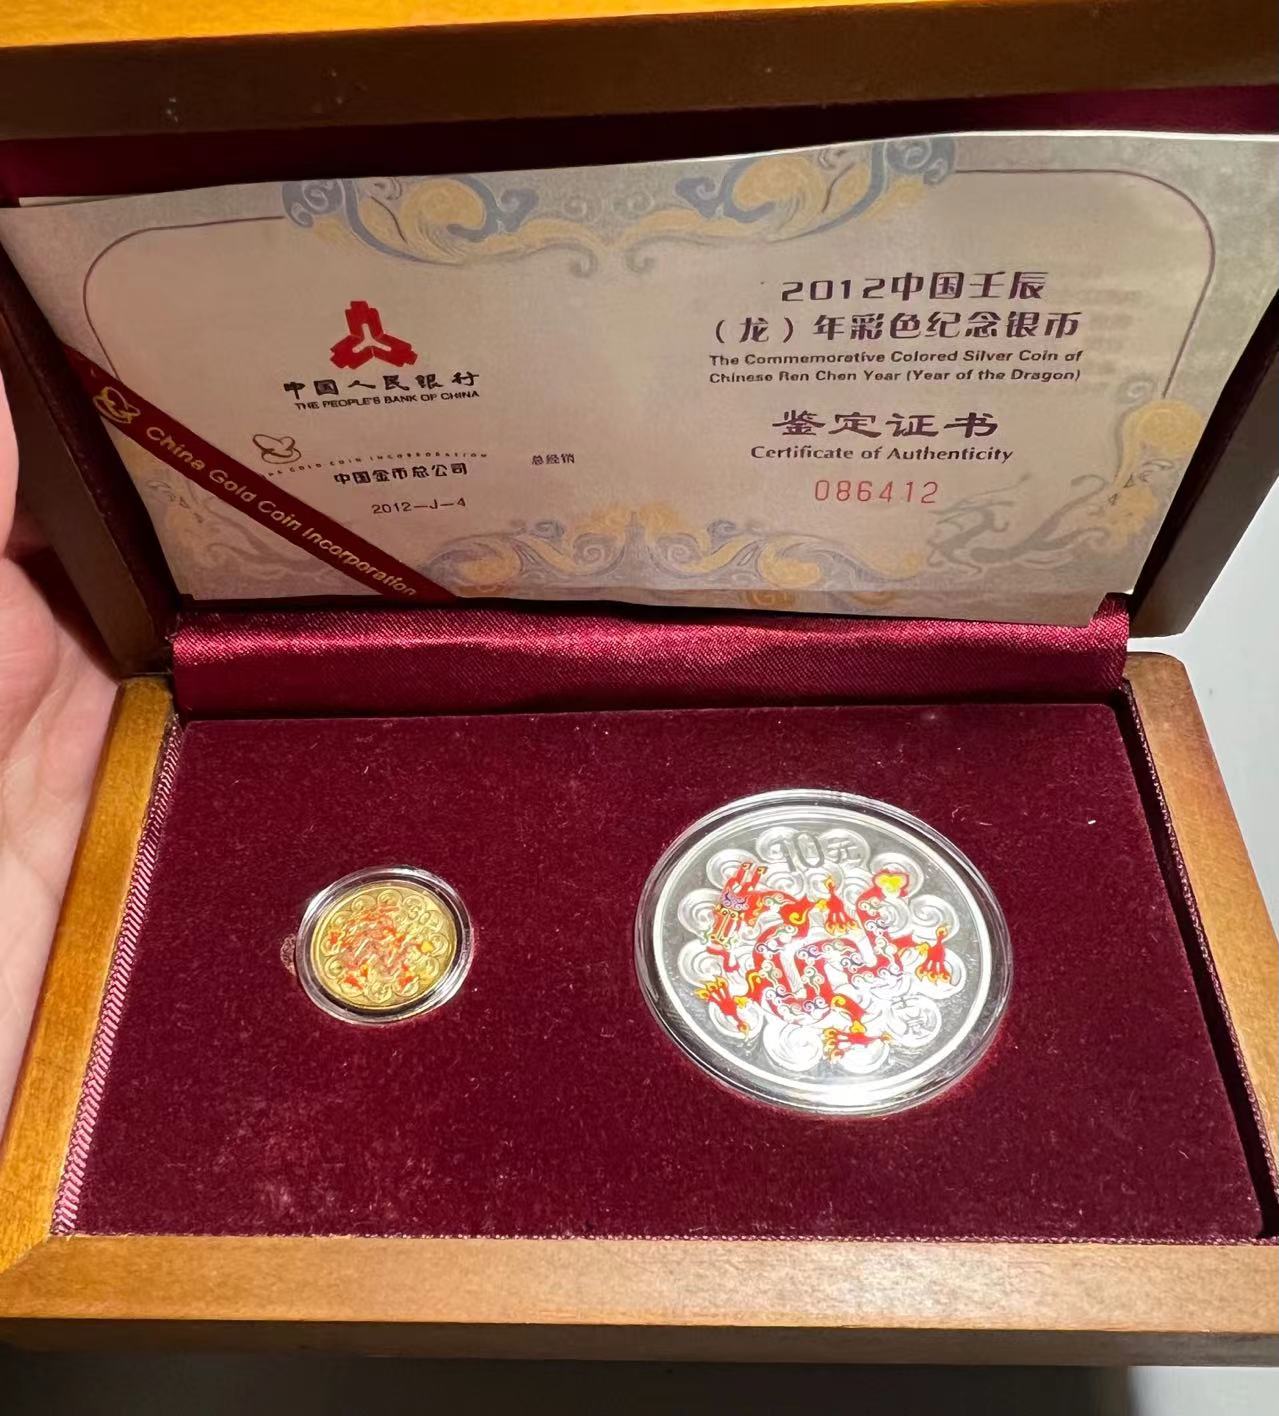 中国人民银行
THE PEOPLE'S BANK OF CHINA
中国金币总公司
总经销
2012-J-4
China Gold Coin Incorporation
2012中国壬辰
（龙）年彩色纪念银币
The Commemorative Colored Silver Coin of
Chinese Ren Chen Year (Year of the Dragon)
鉴定证书
Certificate of Authenticity
086412
50
10元